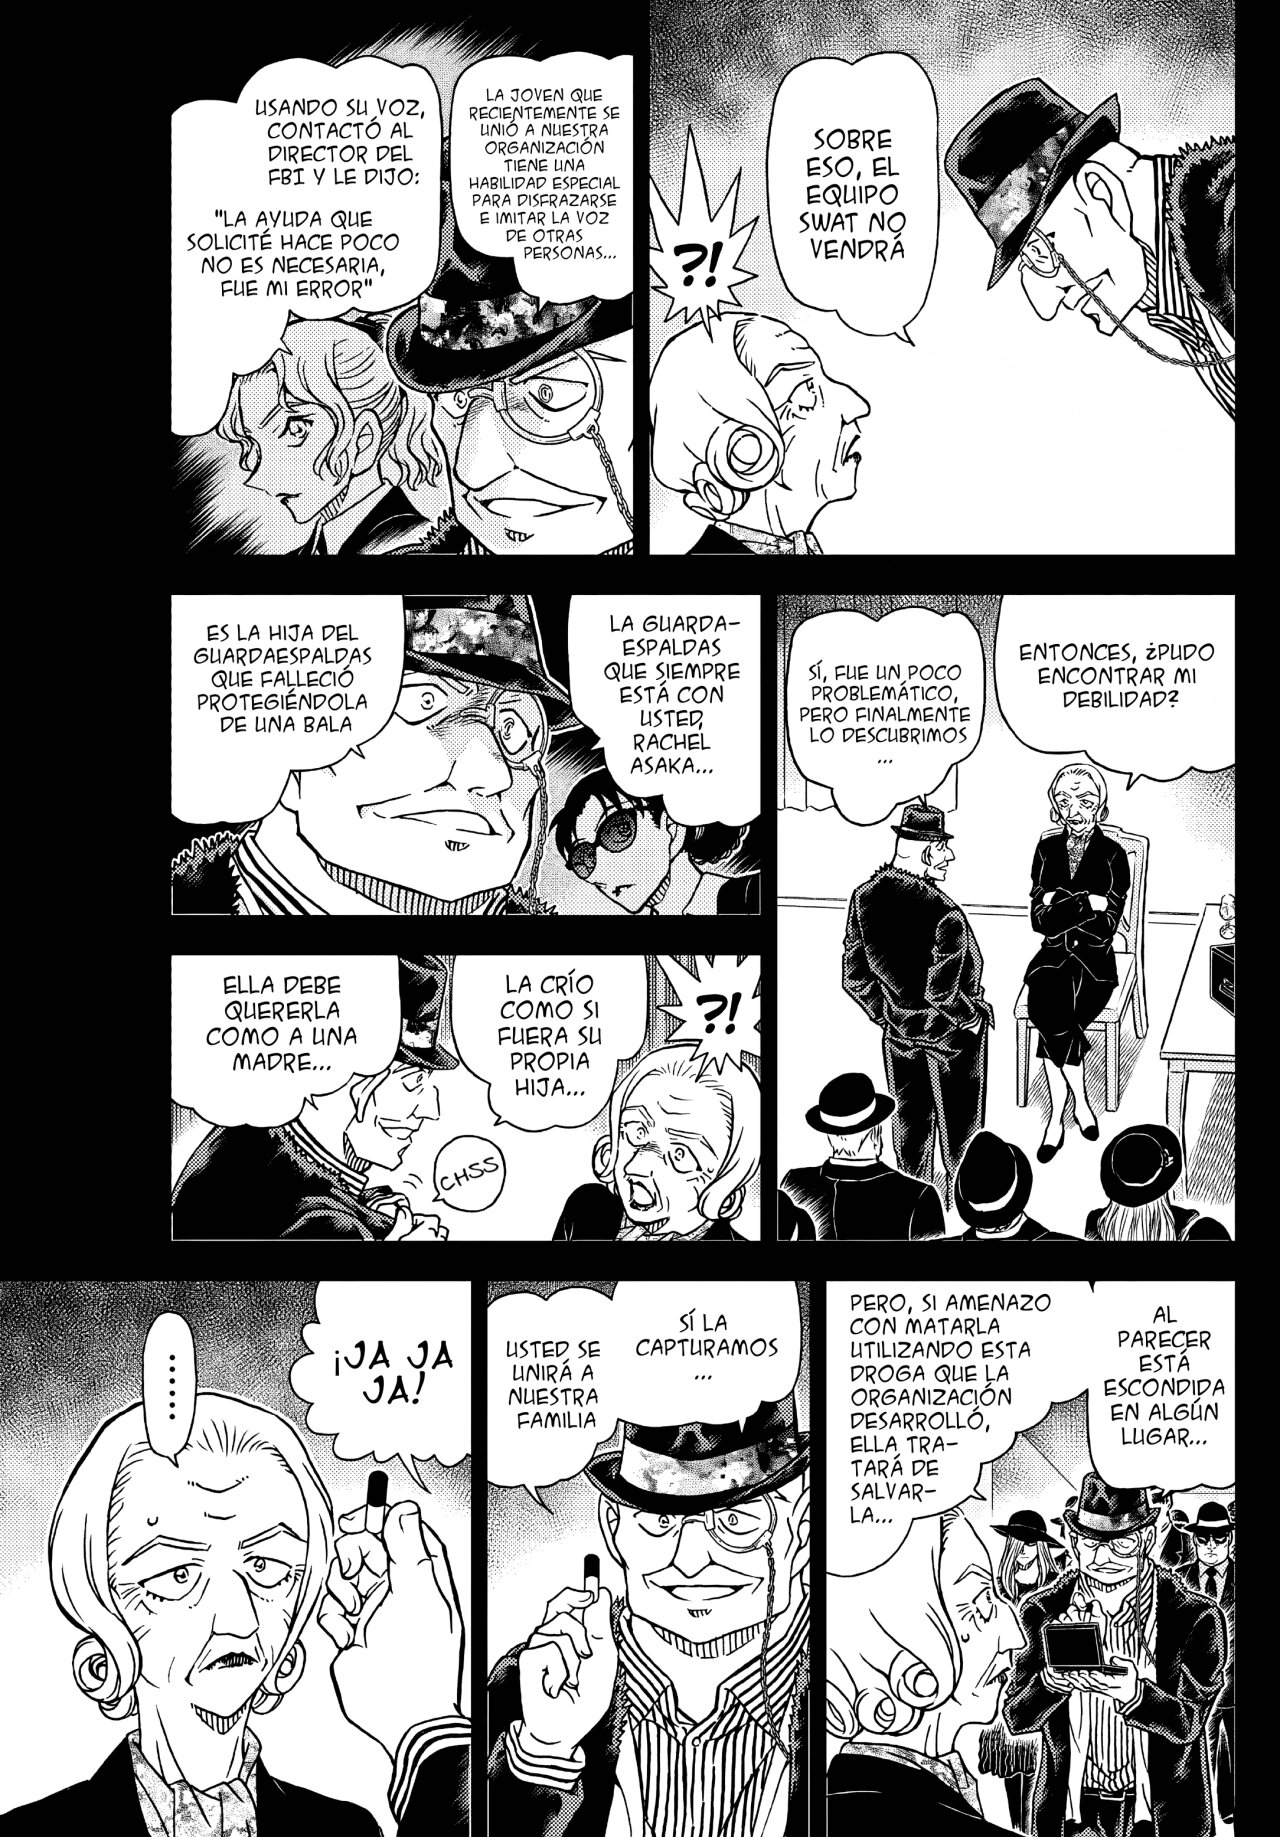 SOBRE
ESO, EL
EQUIPO
SWAT NO
VENDRÁ
?!
LA JOVEN QUE
RECIENTEMENTE SE
UNIÓ A NUESTRA
ORGANIZACIÓN
TIENE UNA
HABILIDAD ESPECIAL
PARA DISFRAZARSE
E IMITAR LA VOZ
DE OTRAS
PERSONAS...
USANDO SU VOZ,
CONTACTÓ AL
DIRECTOR DEL
FBI Y LE DIJO:
"LA AYUDA QUE
SOLICITÉ HACE POCO
NO ES NECESARIA,
FUE MI ERROR"
ENTONCES, ¿PUDO
ENCONTRAR MI
DEBILIDAD?
SÍ, FUE UN POCO
PROBLEMÁTICO,
PERO FINALMENTE
LO DESCUBRIMOS
...
LA GUARDA-
ESPALDAS
QUE SIEMPRE
ESTÁ CON
USTED,
RACHEL
ASAKA...
ES LA HIJA DEL
GUARDAESPALDAS
QUE FALLECIÓ
PROTEGIÉNDOLA
DE UNA BALA
?!
LA CRÍO
COMO SI
FUERA SU
PROPIA
HIJA...
ELLA DEBE
QUERERLA
COMO A UNA
MADRE...
CHSS
AL
PARECER
ESTÁ
ESCONDIDA
EN ALGÚN
LUGAR...
PERO, SI AMENAZO
CON MATARLA
UTILIZANDO ESTA
DROGA QUE LA
ORGANIZACIÓN
DESARROLLÓ,
ELLA TRA-
TARÁ DE
SALVAR-
LA...
SÍ LA
CAPTURAMOS
...
USTED SE
UNIRÁ A
NUESTRA
FAMILIA
¡JA JA
JA!
......